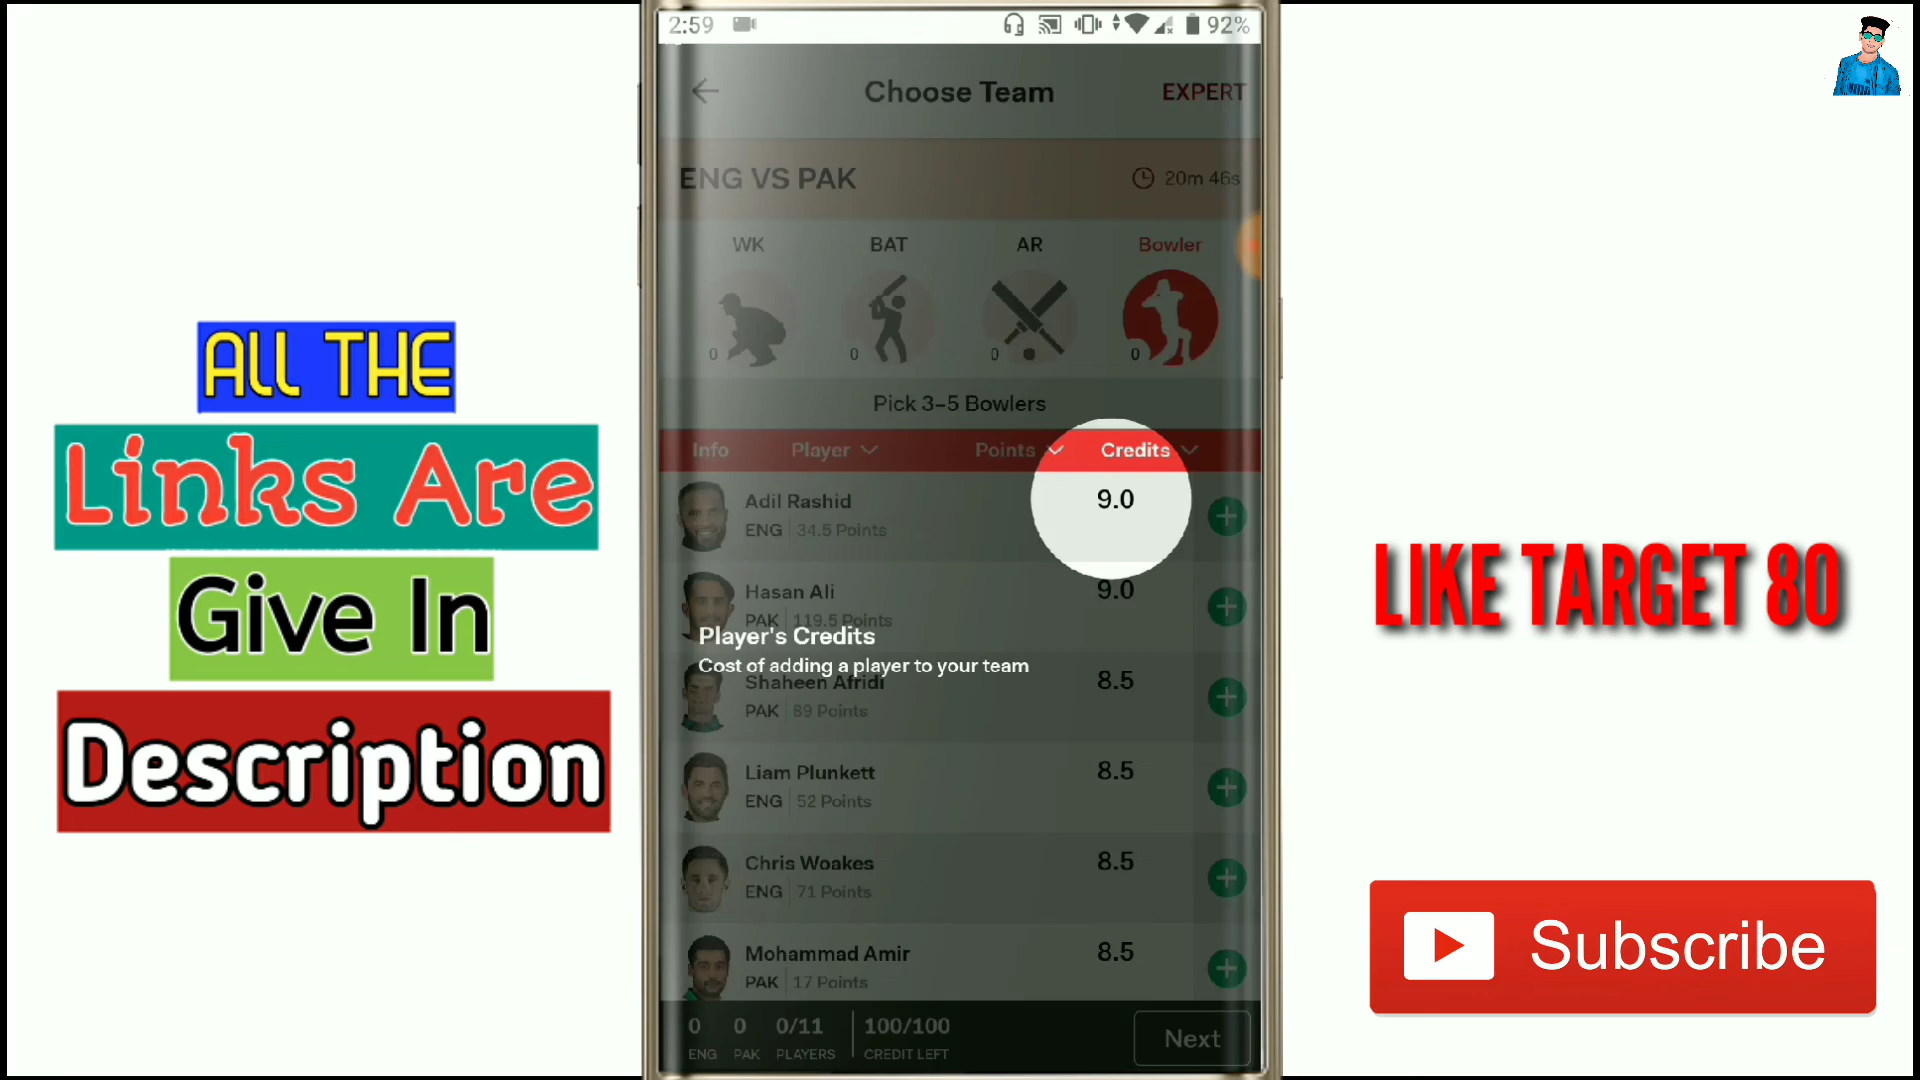 2:59
92%
Choose Team
EXPERT
ENG VS PAK
20m 46s
WK
BAT
AR
Bowler
0
0
0
0
Pick 3-5 Bowlers
Info
Player
Points
Credits
Adil Rashid
9.0
ENG
34.5 Points
Hasan Ali
9.0
PAK
119.5 Points
Player's Credits
Cost of adding a player to your team
Shaheen Afridi
8.5
PAK
89 Points
Liam Plunkett
8.5
ENG
52 Points
Chris Woakes
8.5
ENG
71 Points
Mohammad Amir
8.5
PAK
17 Points
0
0
0/11
100/100
ENG
PAK
PLAYERS
CREDIT LEFT
Next
ALL THE
Links Are
Give In
Description
LIKE TARGET 80
Subscribe